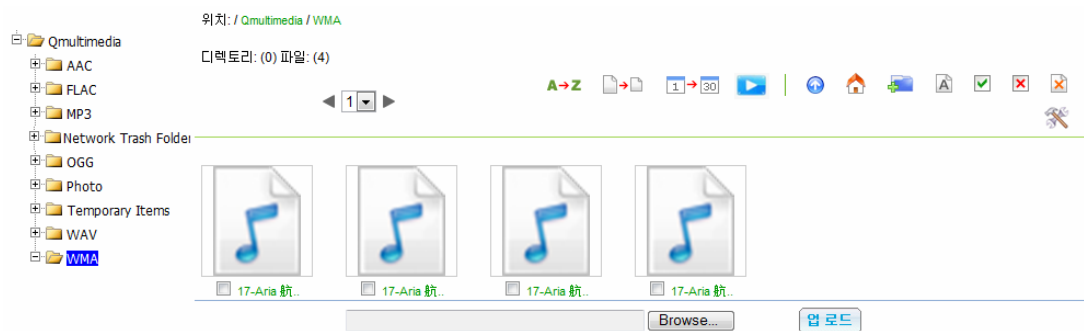 위치: / Qmultimedia / WMA
디렉토리: (0) 파일: (4)
Qmultimedia
AAC
FLAC
MP3
Network Trash Folder
OGG
Photo
Temporary Items
WAV
WMA
A→Z
1→30
1
A
17-Aria 航..
17-Aria 航..
17-Aria 航..
17-Aria 航..
Browse...
업로드